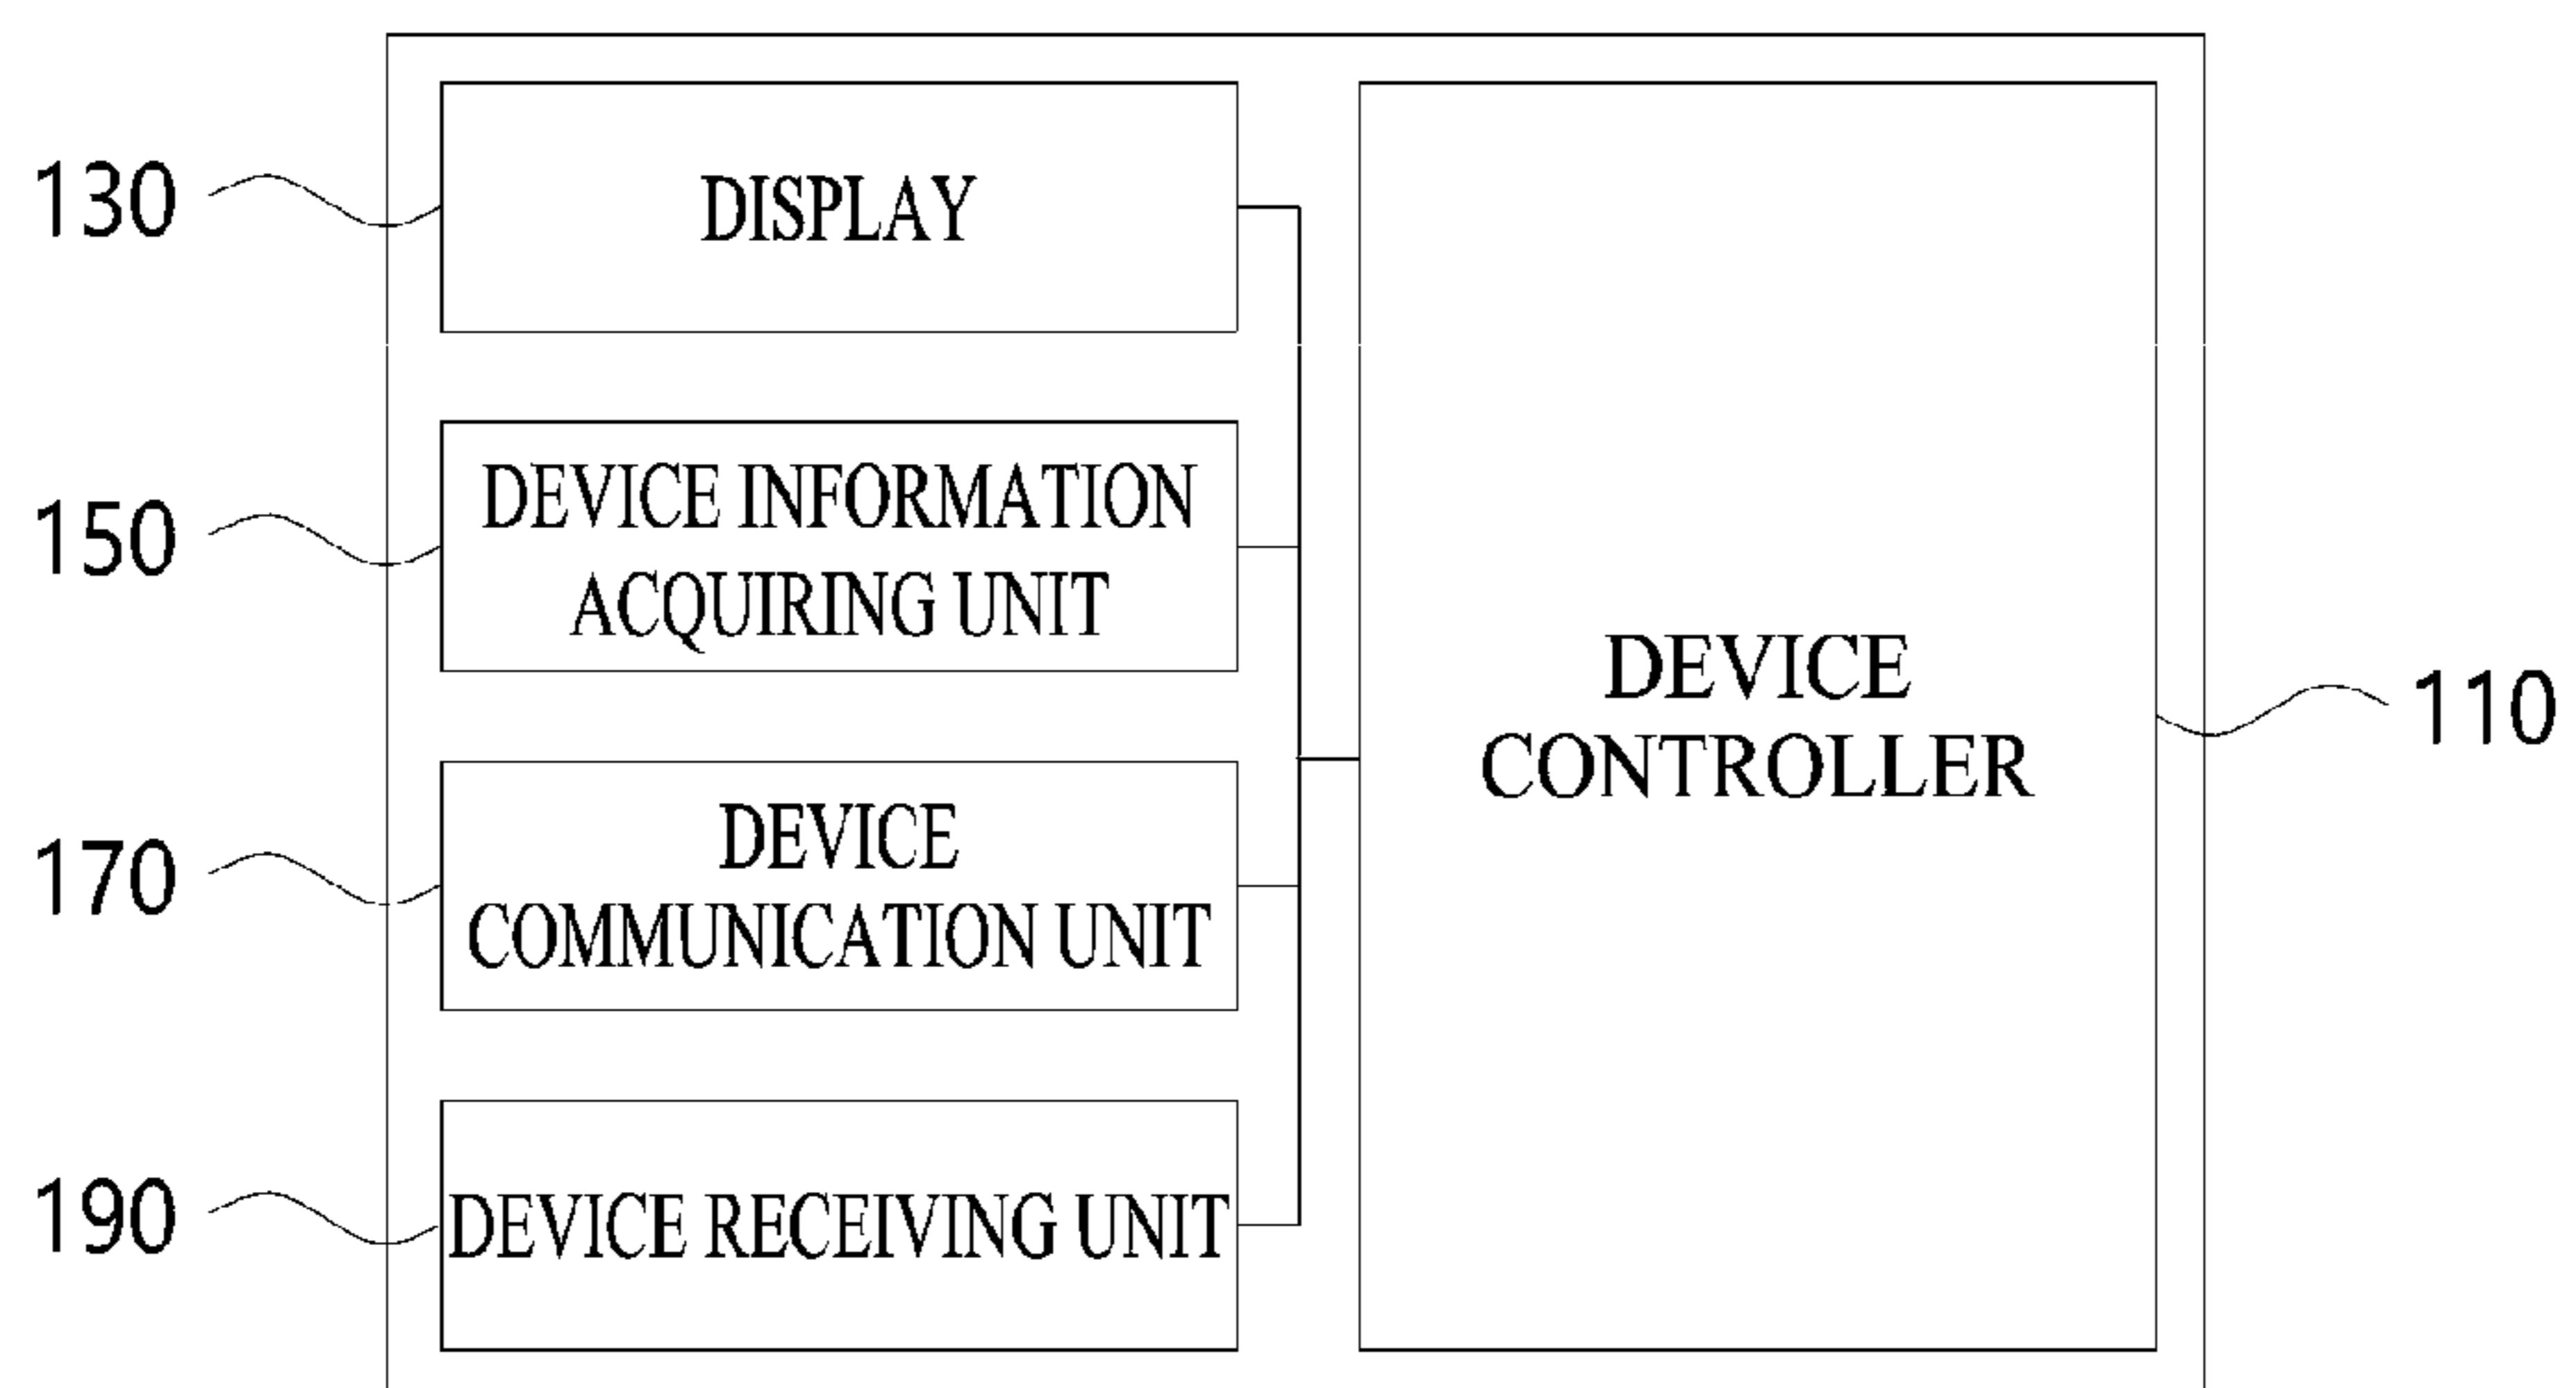 130
DISPLAY
150
DEVICE INFORMATION
ACQUIRING UNIT
170
DEVICE
COMMUNICATION UNIT
190
DEVICE RECEIVING UNIT
DEVICE
CONTROLLER
110